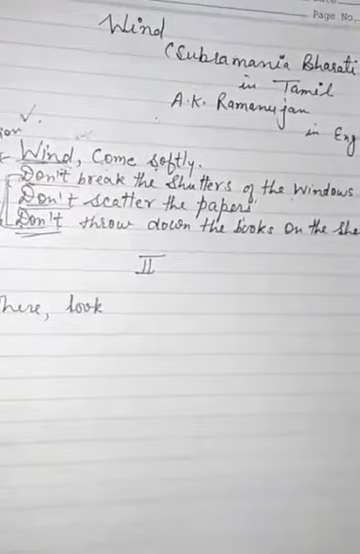 Page No.
Wind
(Subramania Bharati
in Tamil
A.K. Ramanujan
in Eng
Wind, Come softly.
Don't break the shutters of the windows
Don't scatter the papers.
Don't throw down the books on the she
II
There, look